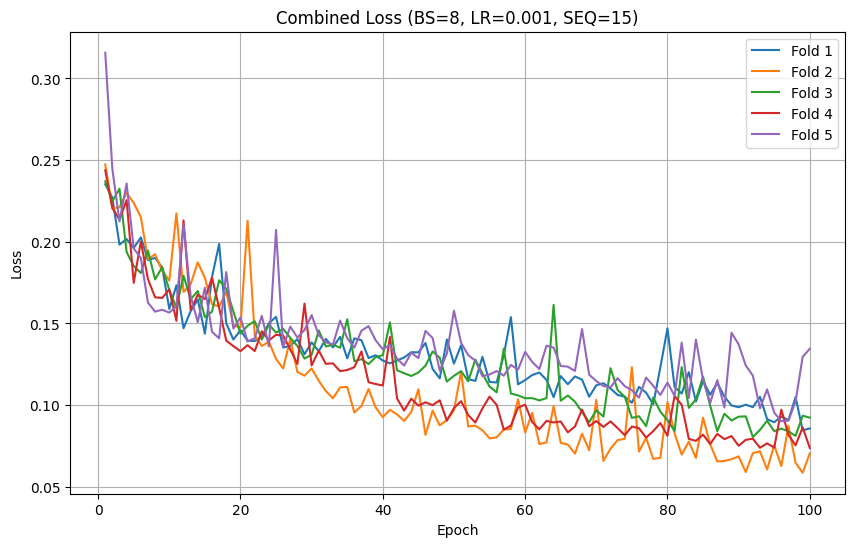 Combined Loss (BS=8, LR=0.001, SEQ=15)
Fold 1
Fold 2
Fold 3
Fold 4
Fold 5
Loss
0.30
0.25
0.20
0.15
0.10
0.05
0
20
40
60
80
100
Epoch